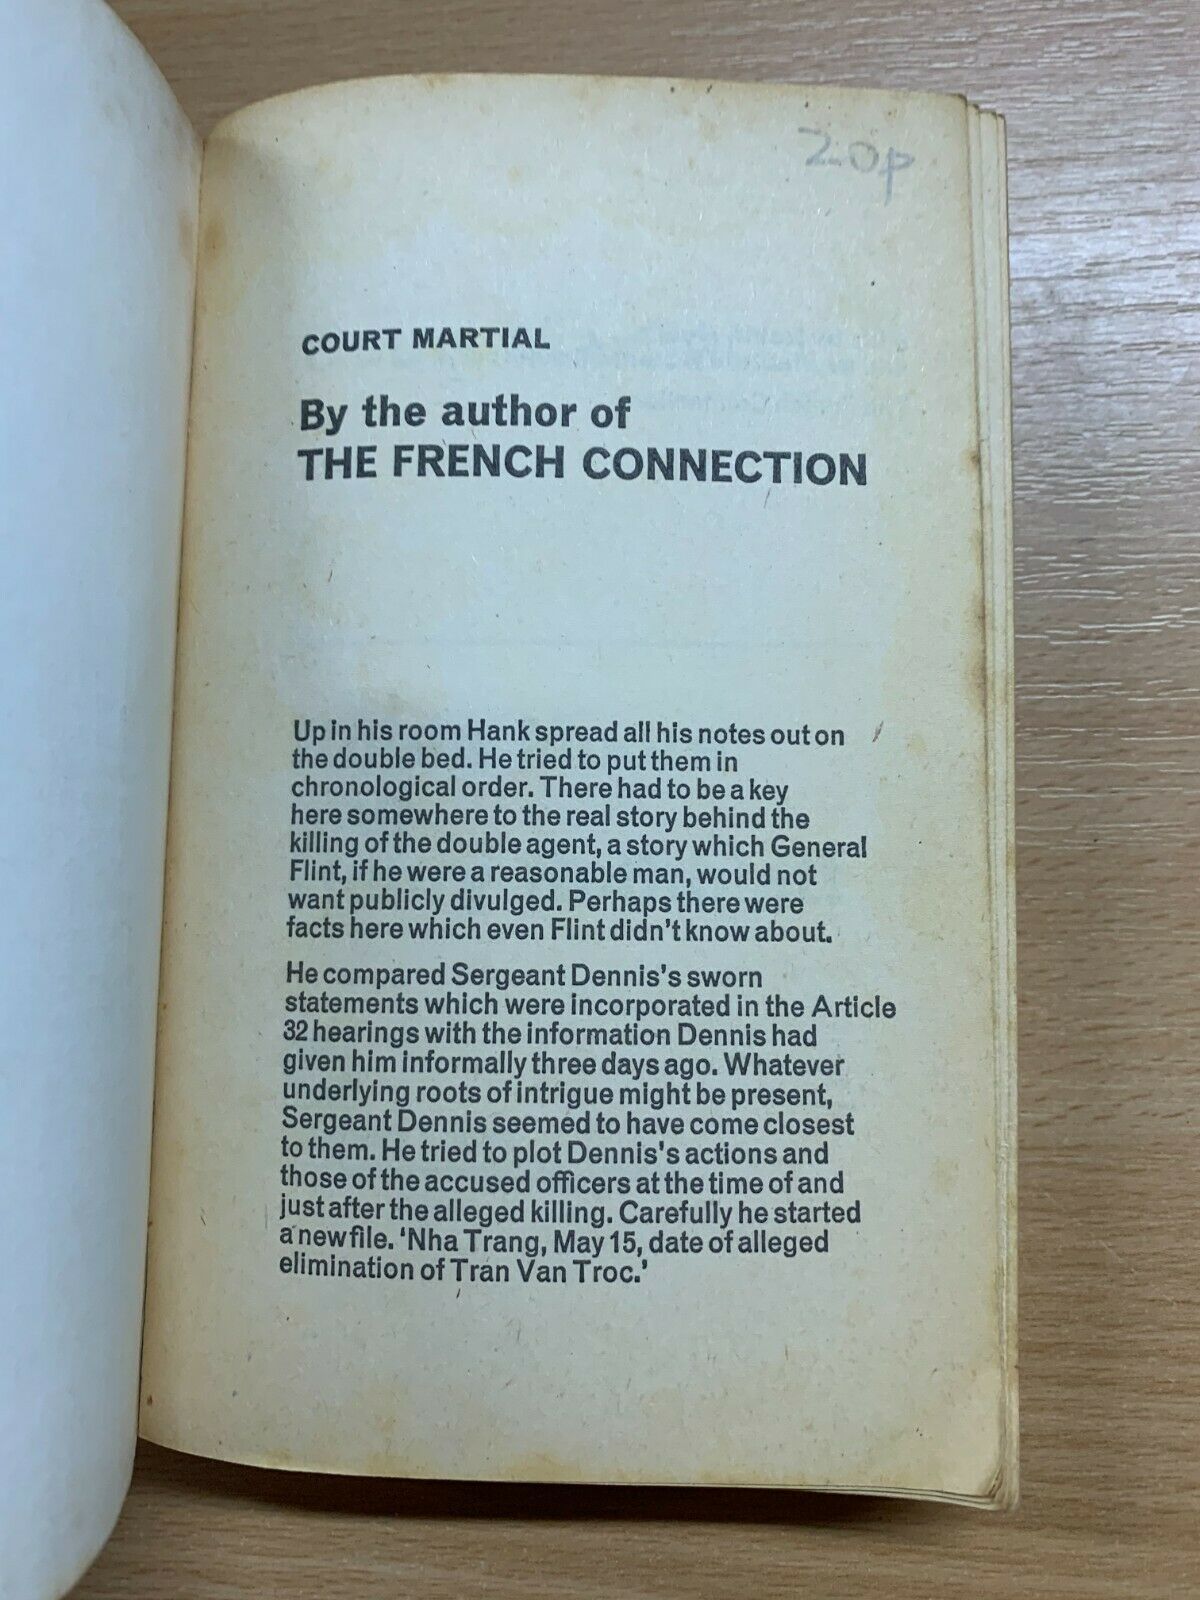 20p
COURT MARTIAL
By the author of
THE FRENCH CONNECTION
Up in his room Hank spread all his notes out on
the double bed. He tried to put them in
chronological order. There had to be a key
here somewhere to the real story behind the
killing of the double agent, a story which General
Flint, if he were a reasonable man, would not
want publicly divulged. Perhaps there were
facts here which even Flint didn't know about.
He compared Sergeant Dennis's sworn
statements which were incorporated in the Article
32 hearings with the information Dennis had
given him informally three days ago. Whatever
underlying roots of intrigue might be present,
Sergeant Dennis seemed to have come closest
to them. He tried to plot Dennis's actions and
those of the accused officers at the time of and
just after the alleged killing. Carefully he started
a new file. 'Nha Trang, May 15, date of alleged
elimination of Tran Van Troc.'